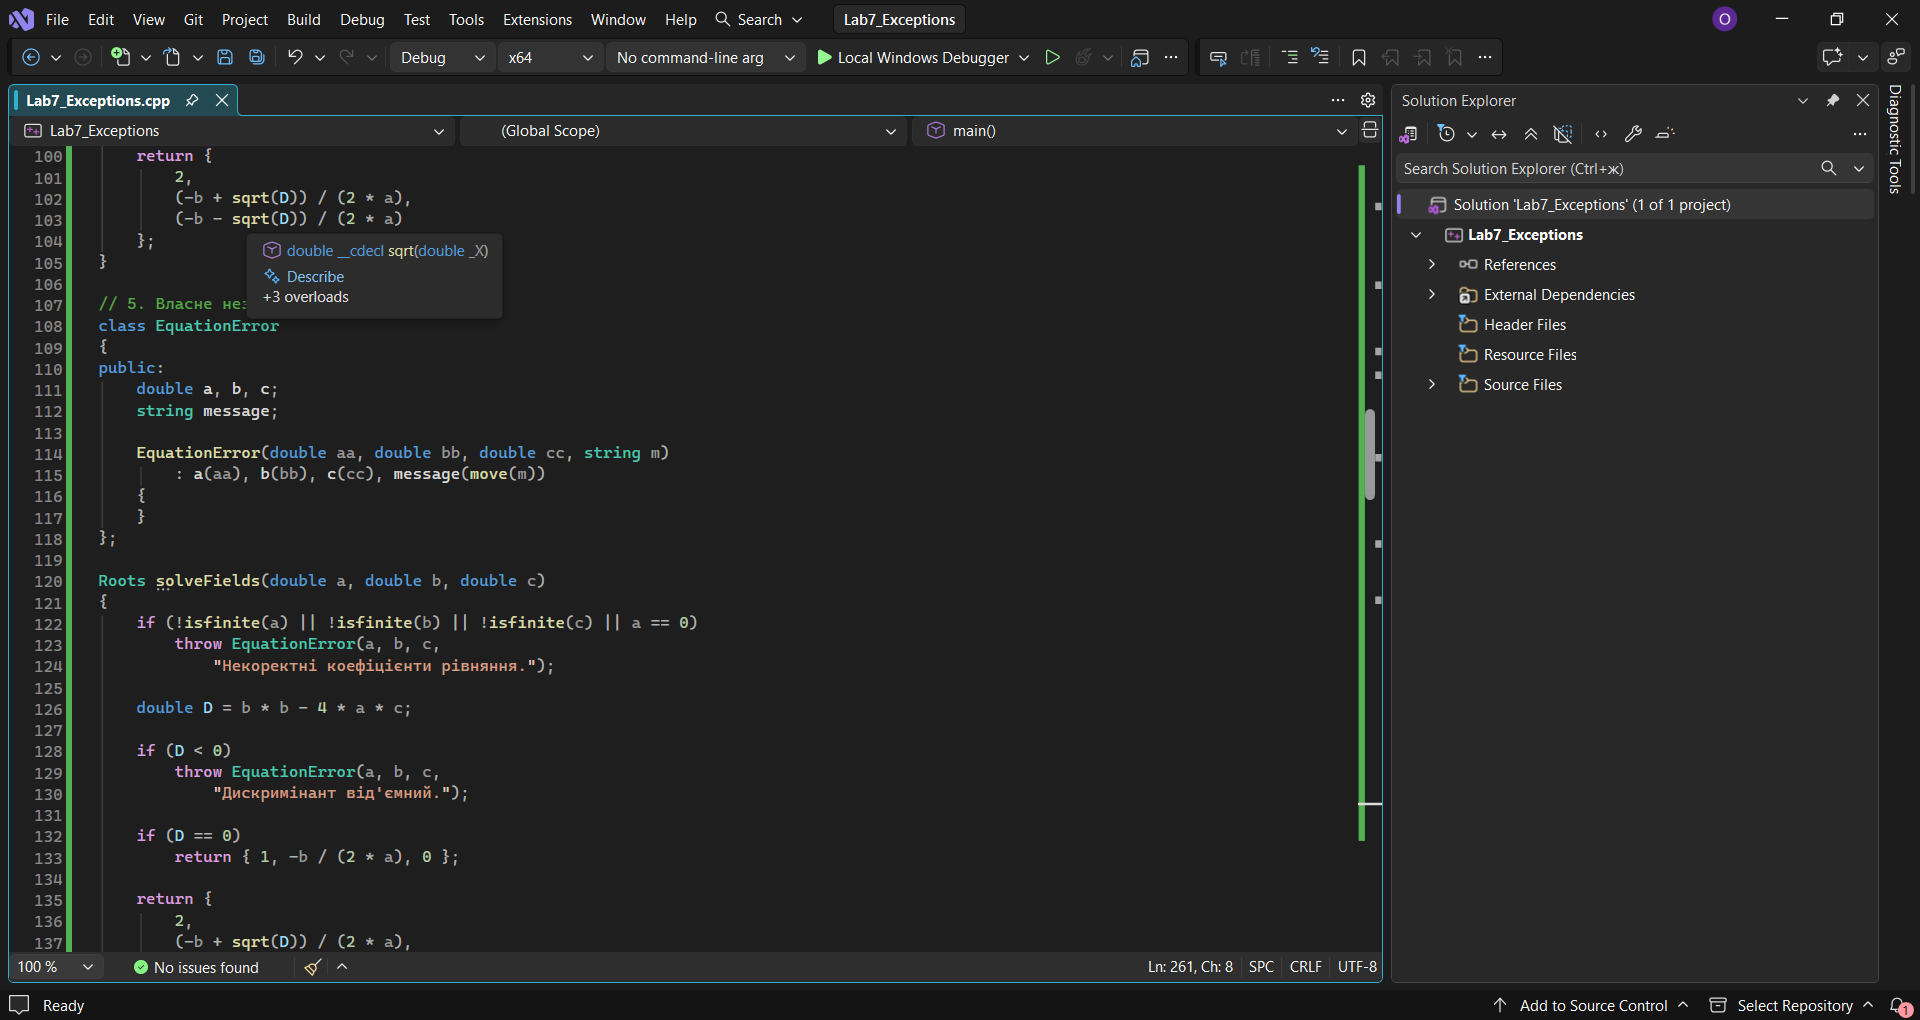 File Edit View Git Project Build Debug Test Tools Extensions Window Help Search Lab7_Exceptions O
Debug x64 No command-line arg Local Windows Debugger
Lab7_Exceptions.cpp
Lab7_Exceptions (Global Scope) main()
100 return {
101 2,
102 (-b + sqrt(D)) / (2 * a),
103 (-b - sqrt(D)) / (2 * a)
104 };
105 }
106
107 // 5. Власне
108 class EquationError
109 {
110 public:
111 double a, b, c;
112 string message;
113
114 EquationError(double aa, double bb, double cc, string m)
115 : a(aa), b(bb), c(cc), message(move(m))
116 {
117 }
118 };
119
120 Roots solveFields(double a, double b, double c)
121 {
122 if (!isfinite(a) || !isfinite(b) || !isfinite(c) || a == 0)
123 throw EquationError(a, b, c,
124 "Некоректні коефіцієнти рівняння.");
125
126 double D = b * b - 4 * a * c;
127
128 if (D < 0)
129 throw EquationError(a, b, c,
130 "Дискримінант від'ємний.");
131
132 if (D == 0)
133 return { 1, -b / (2 * a), 0 };
134
135 return {
136 2,
137 (-b + sqrt(D)) / (2 * a),
double __cdecl sqrt(double _X)
Describe
+3 overloads
100 % No issues found Ln: 261, Ch: 8 SPC CRLF UTF-8
Solution Explorer
Search Solution Explorer (Ctrl+ж)
Solution 'Lab7_Exceptions' (1 of 1 project)
Lab7_Exceptions
References
External Dependencies
Header Files
Resource Files
Source Files
Diagnostic Tools
Ready Add to Source Control Select Repository 1